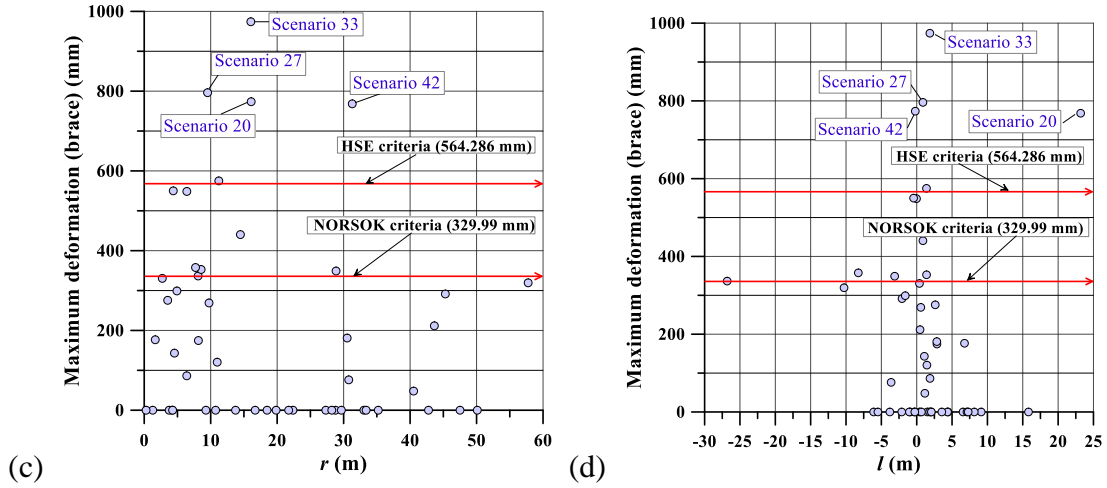 1000
Scenario 33
Scenario 27
800
Scenario 42
Scenario 20
HSE criteria (564.286 mm)
600
NORSOK criteria (329.99 mm)
400
200
0
0 10 20 30 40 50 60
r (m)
Maximum deformation (brace) (mm)
(c)
1000
Scenario 33
Scenario 27
800
Scenario 42
Scenario 20
HSE criteria (564.286 mm)
600
NORSOK criteria (329.99 mm)
400
200
0
-30 -25 -20 -15 -10 -5 0 5 10 15 20 25
l (m)
Maximum deformation (brace) (mm)
(d)